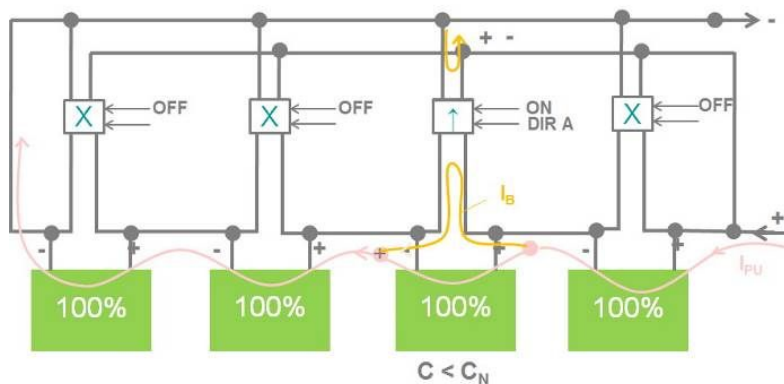 -
+ -
X OFF
X OFF
↑ ON
DIR A
X OFF
I_B
+
- + - + + - + - +
I_PU
100% 100% 100% 100%
C < C_N